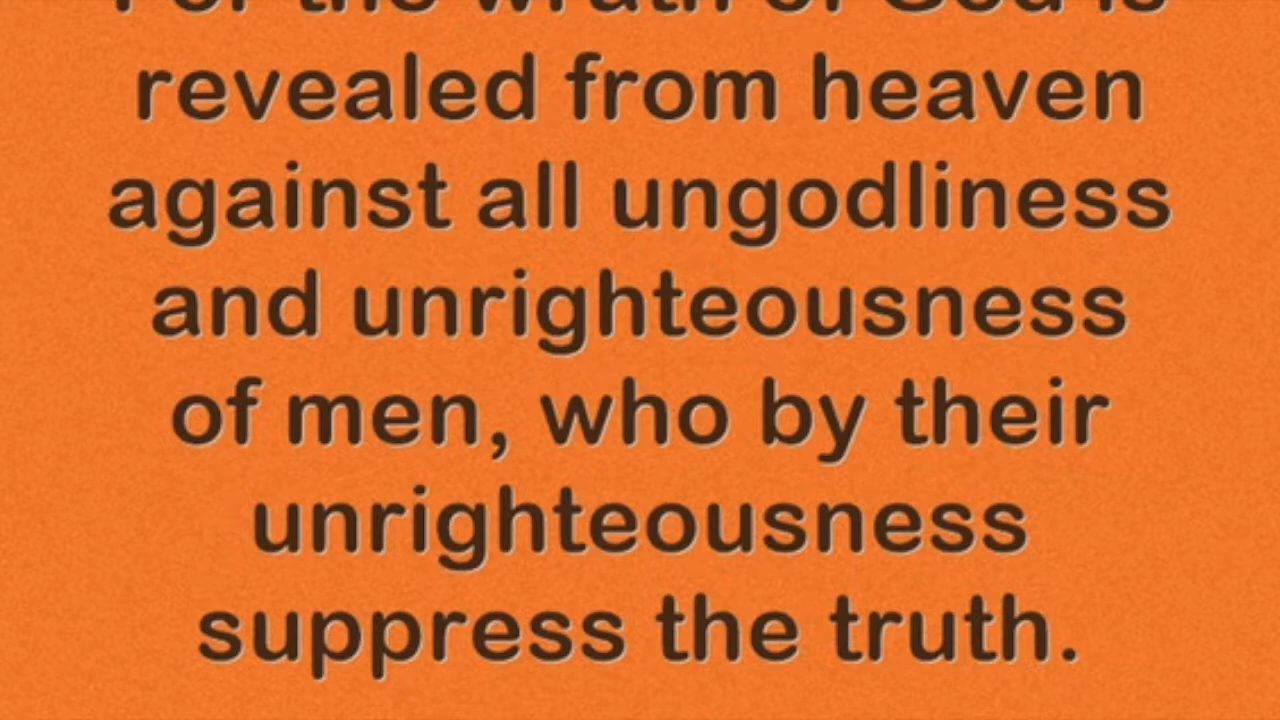 For the wrath of God is
revealed from heaven
against all ungodliness
and unrighteousness
of men, who by their
unrighteousness
suppress the truth.